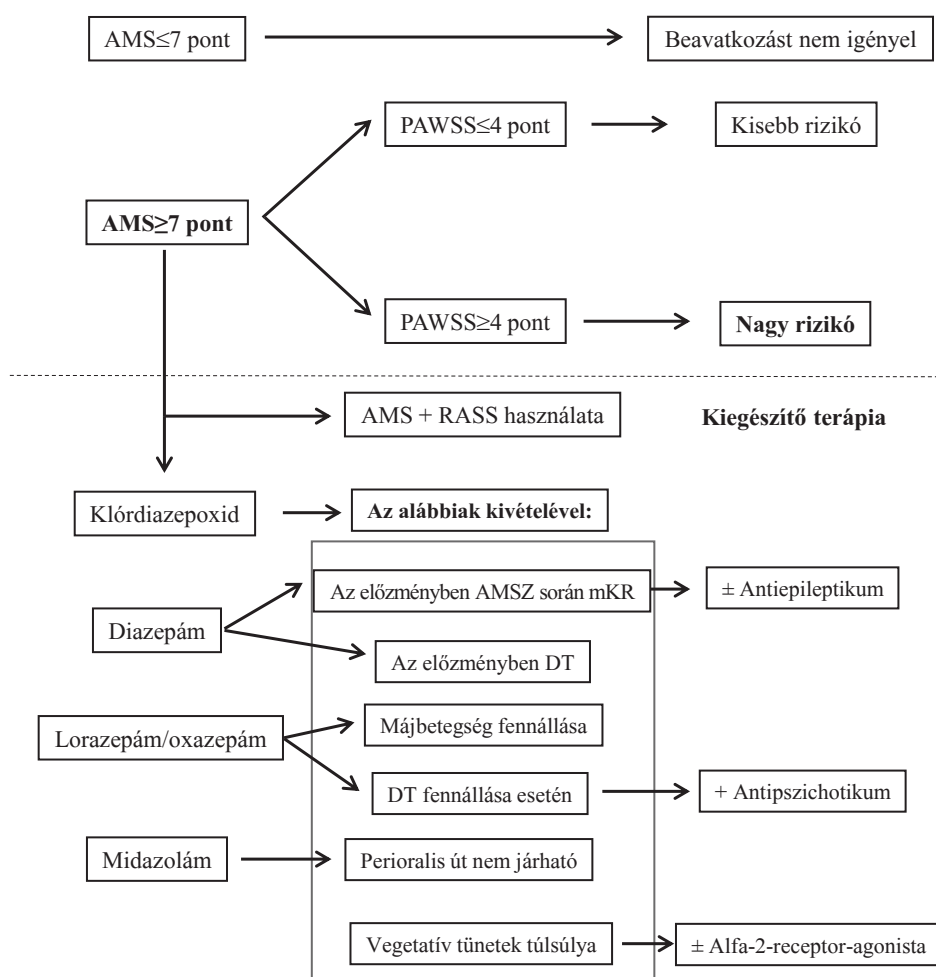 AMS≤7 pont
Beavatkozást nem igényel
PAWSS≤4 pont
Kisebb rizikó
AMS≥7 pont
PAWSS≥4 pont
Nagy rizikó
AMS + RASS használata
Kiegészítő terápia
Klórdiazepoxid
Az alábbiak kivételével:
Az előzményben AMSZ során mKR
± Antiepileptikum
Diazepám
Az előzményben DT
Májbetegség fennállása
Lorazepám/oxazepám
DT fennállása esetén
+ Antipszichotikum
Midazolám
Perioralis út nem járható
Vegetatív tünetek túlsúlya
± Alfa-2-receptor-agonista